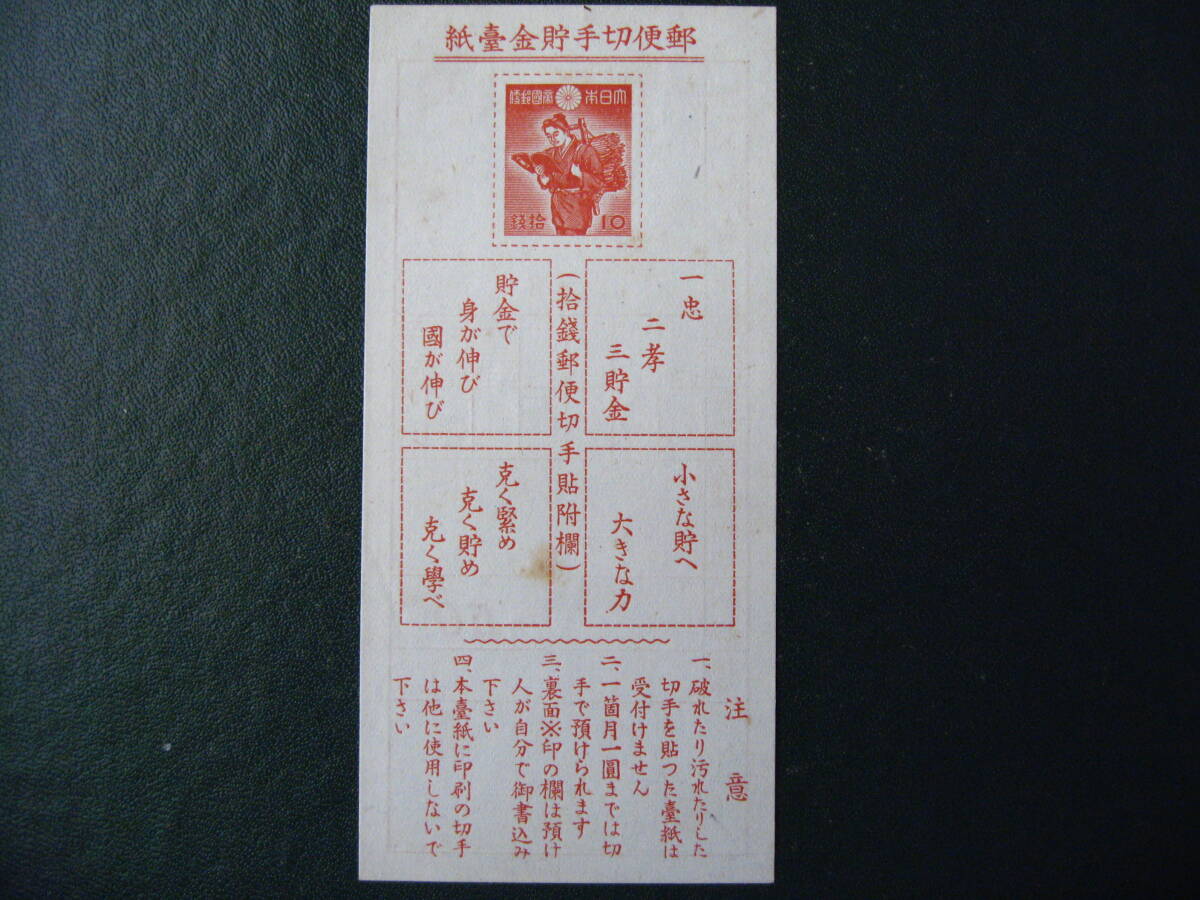 郵便切手貯金臺紙
大日本帝國郵便
拾錢
10
一忠
二孝
三貯金
(拾錢郵便切手貼附欄)
貯金で
身が伸び
國が伸び
小さな貯へ
大きな力
克く緊め
克く貯め
克く學べ
注意
一、破れたり汚れたりした
切手を貼つた臺紙は
受付けません
二、一箇月一圓までは切
手で預けられます
三、裏面※印の欄は預け
人が自分で御書込み
下さい
四、本臺紙に印刷の切手
は他に使用しないで
下さい